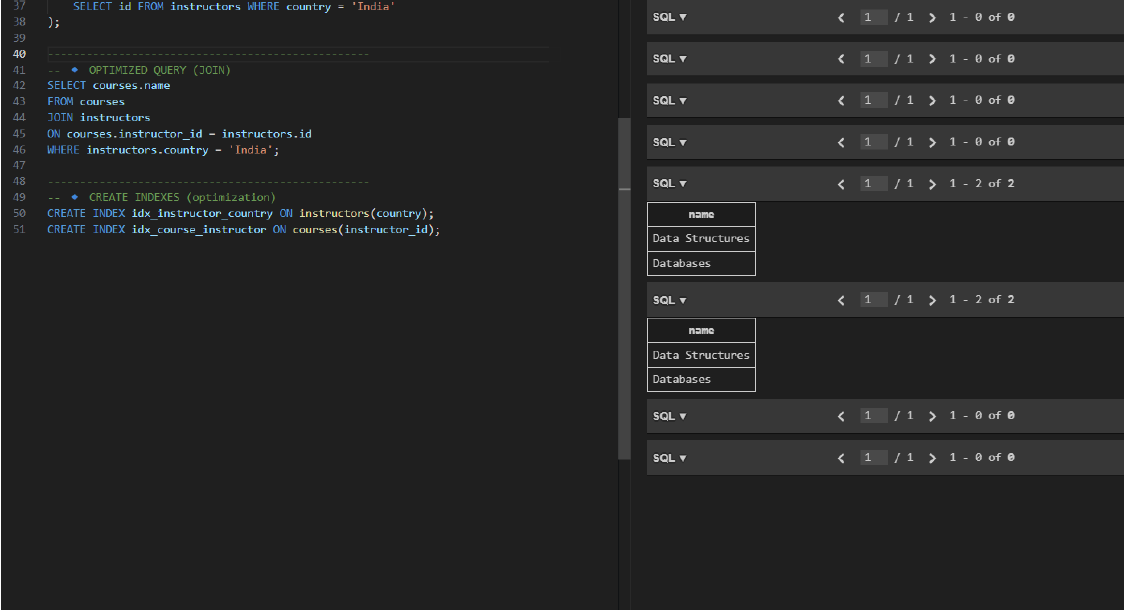 37 SELECT id FROM instructors WHERE country = 'India'
38 );
39
40 --------------------------------------------------
41 -- 🔹 OPTIMIZED QUERY (JOIN)
42 SELECT courses.name
43 FROM courses
44 JOIN instructors
45 ON courses.instructor_id = instructors.id
46 WHERE instructors.country = 'India';
47
48 --------------------------------------------------
49 -- 🔹 CREATE INDEXES (optimization)
50 CREATE INDEX idx_instructor_country ON instructors(country);
51 CREATE INDEX idx_course_instructor ON courses(instructor_id);
SQL ▼ < 1 / 1 > 1 - 0 of 0
SQL ▼ < 1 / 1 > 1 - 0 of 0
SQL ▼ < 1 / 1 > 1 - 0 of 0
SQL ▼ < 1 / 1 > 1 - 0 of 0
SQL ▼ < 1 / 1 > 1 - 2 of 2
name
Data Structures
Databases
SQL ▼ < 1 / 1 > 1 - 2 of 2
name
Data Structures
Databases
SQL ▼ < 1 / 1 > 1 - 0 of 0
SQL ▼ < 1 / 1 > 1 - 0 of 0